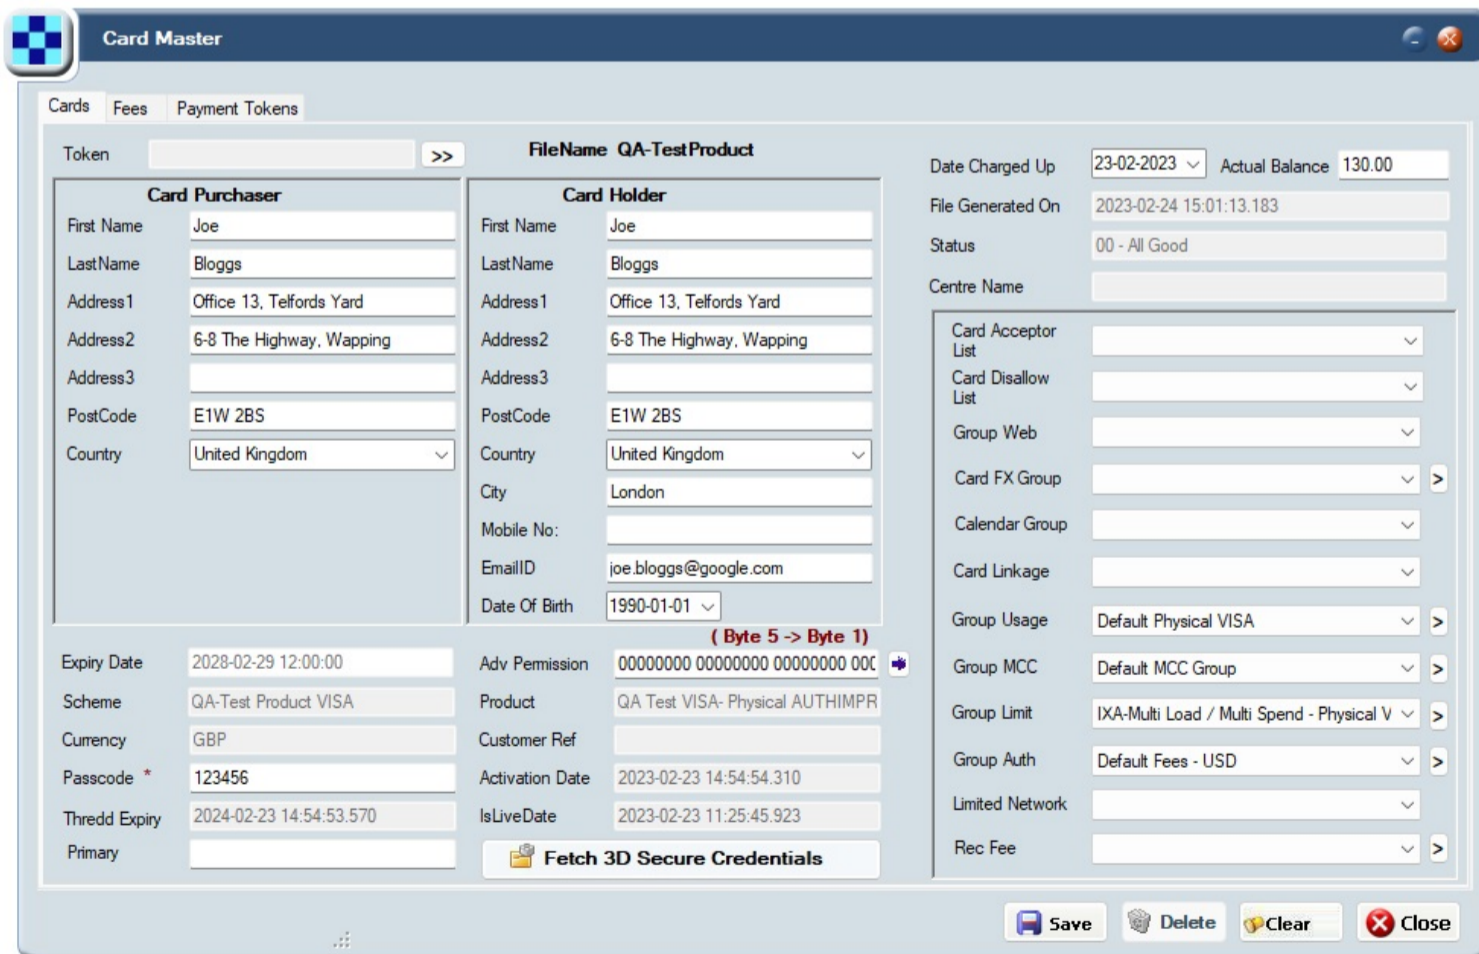 Card Master
Cards Fees Payment Tokens
Token >> FileName QA-TestProduct
Card Purchaser
First Name Joe
LastName Bloggs
Address1 Office 13, Telfords Yard
Address2 6-8 The Highway, Wapping
Address3
PostCode E1W 2BS
Country United Kingdom
Card Holder
First Name Joe
LastName Bloggs
Address1 Office 13, Telfords Yard
Address2 6-8 The Highway, Wapping
Address3
PostCode E1W 2BS
Country United Kingdom
City London
Mobile No:
EmailID joe.bloggs@google.com
Date Of Birth 1990-01-01
( Byte 5 -> Byte 1)
Expiry Date 2028-02-29 12:00:00
Scheme QA-Test Product VISA
Currency GBP
Passcode * 123456
Thredd Expiry 2024-02-23 14:54:53.570
Primary
Adv Permission 00000000 00000000 00000000 000
Product QA Test VISA- Physical AUTHIMPR
Customer Ref
Activation Date 2023-02-23 14:54:54.310
IsLiveDate 2023-02-23 11:25:45.923
Fetch 3D Secure Credentials
Date Charged Up 23-02-2023 Actual Balance 130.00
File Generated On 2023-02-24 15:01:13.183
Status 00 - All Good
Centre Name
Card Acceptor
List
Card Disallow
List
Group Web
Card FX Group >
Calendar Group
Card Linkage
Group Usage Default Physical VISA >
Group MCC Default MCC Group >
Group Limit IXA-Multi Load / Multi Spend - Physical V >
Group Auth Default Fees - USD >
Limited Network
Rec Fee >
Save Delete Clear Close